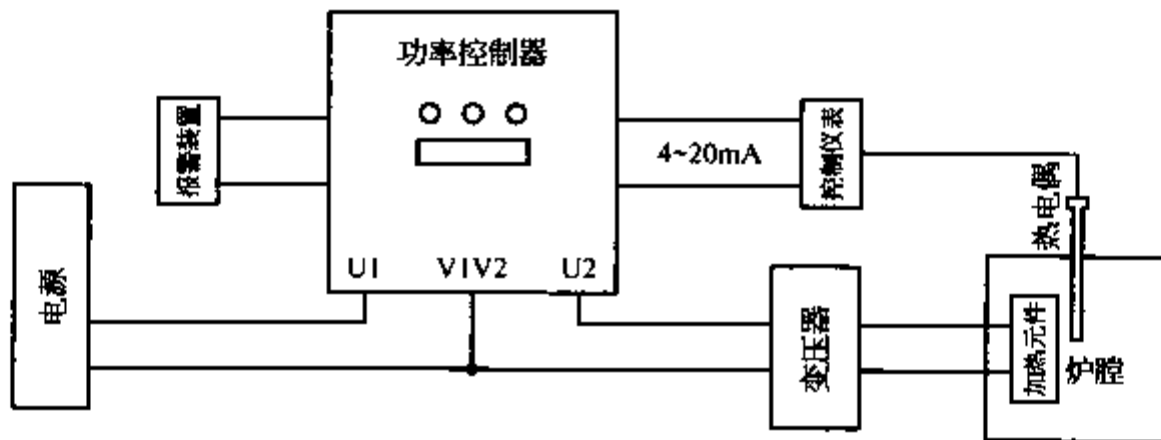 功率控制器
报警装置
4~20mA
控制仪表
热电偶
电源
U1
V1V2
U2
变压器
加热元件
炉膛